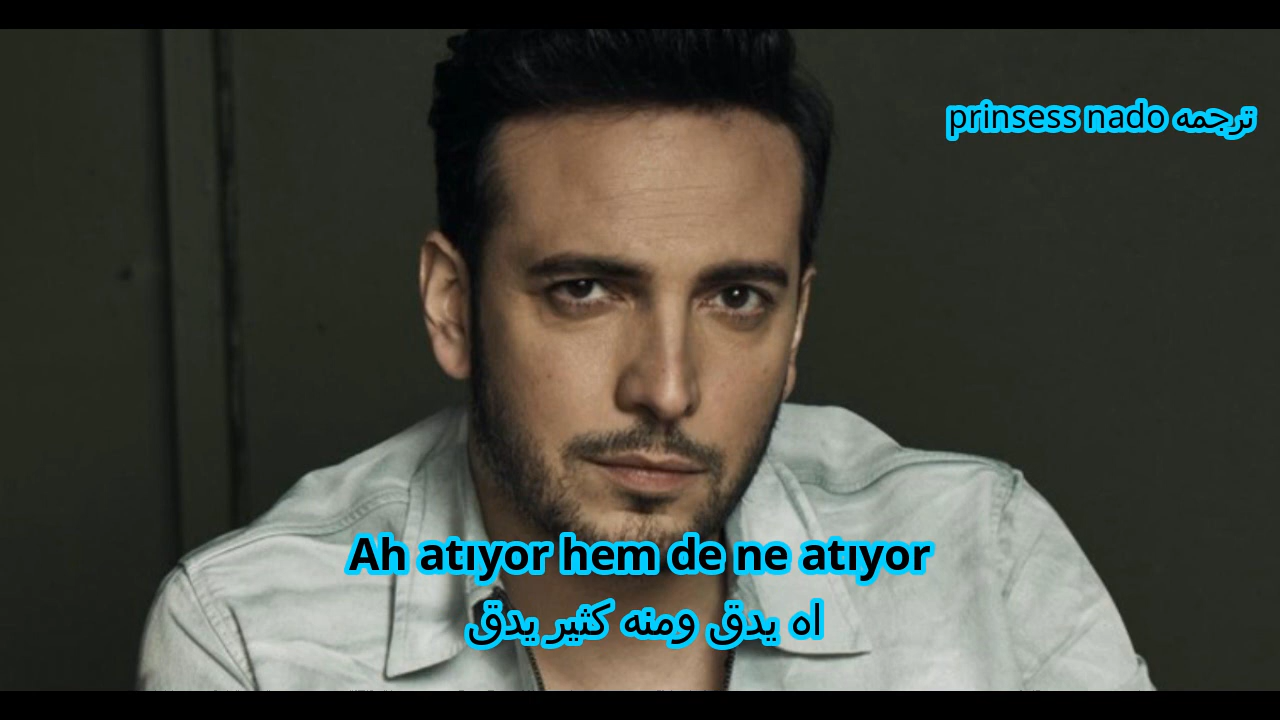 prinsess nado ترجمه
Ah atıyor hem de ne atıyor
اه يدق ومنه كثير يدق